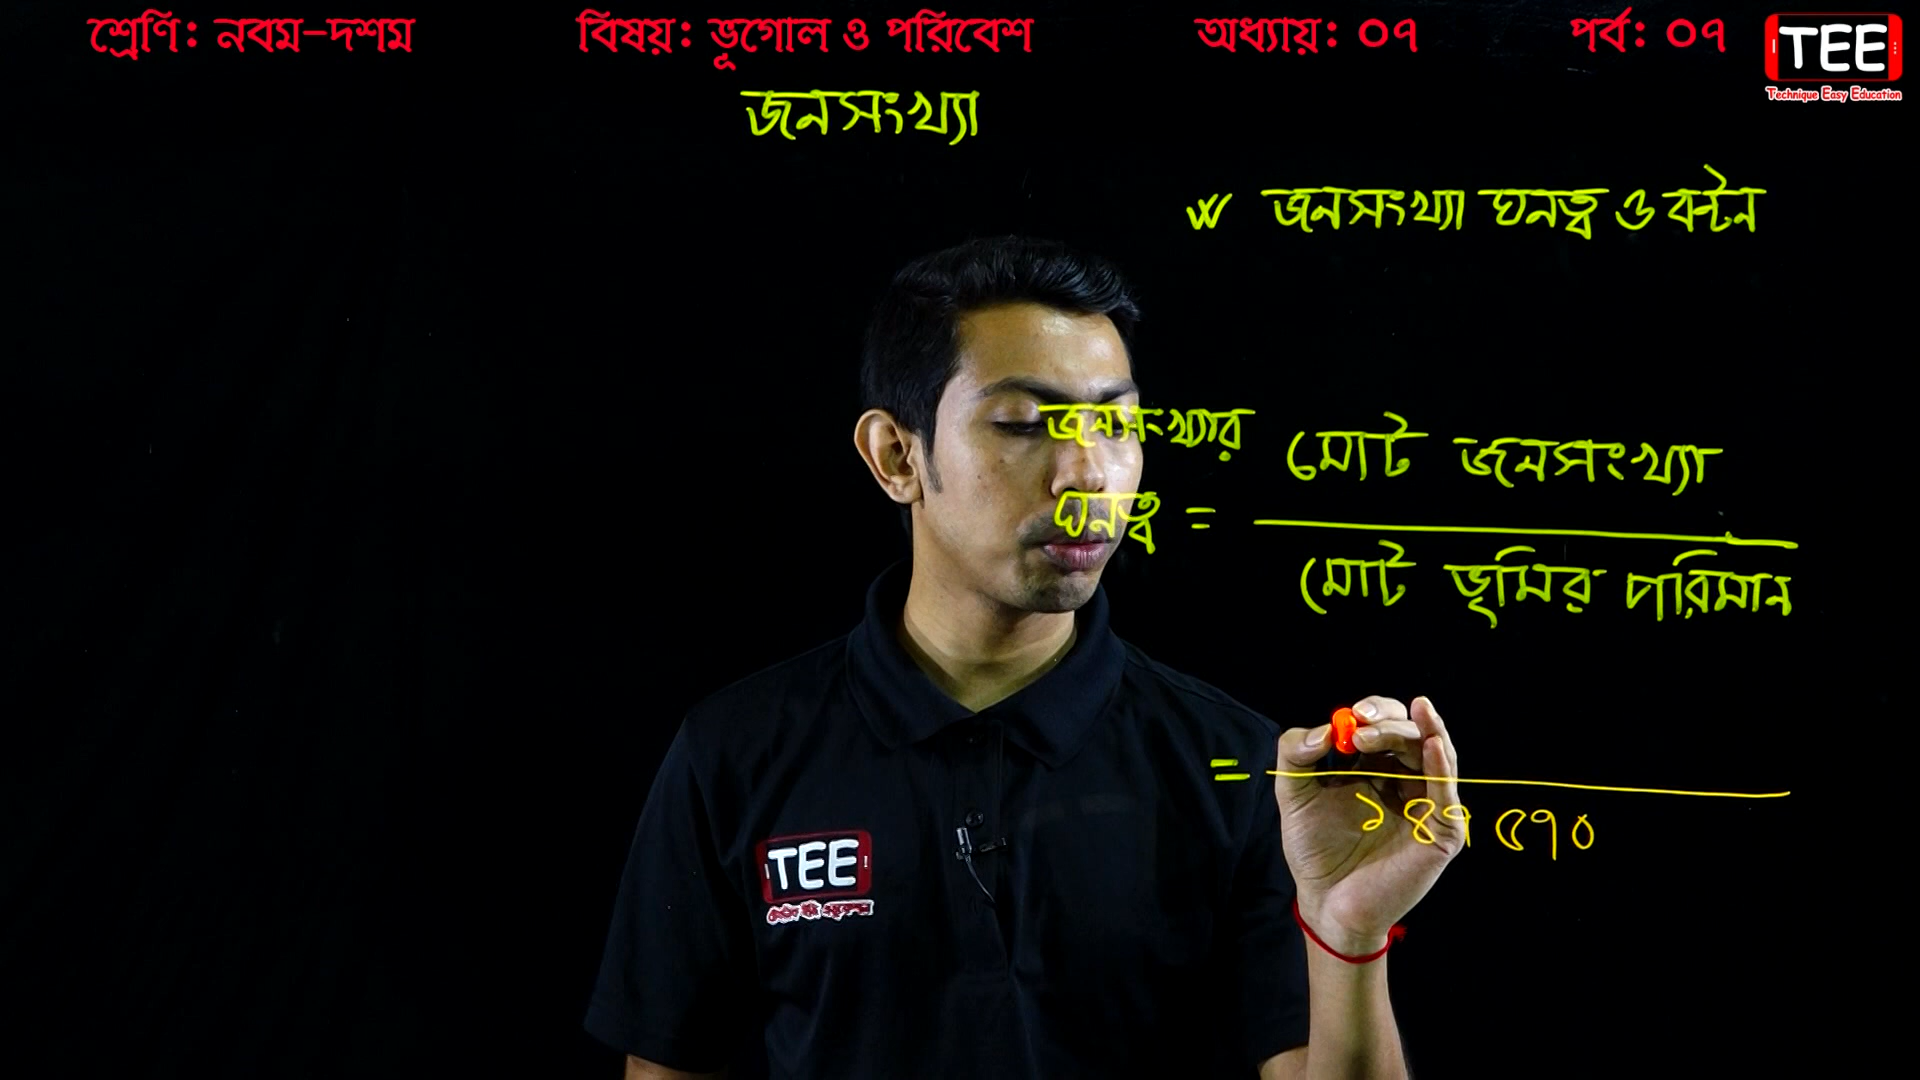 শ্রেণি: নবম-দশম বিষয়: ভূগোল ও পরিবেশ অধ্যায়: ০৭ পর্ব: ০৭
TEE
Technique Easy Education
জনসংখ্যা
জনসংখ্যা ঘনত্ব ও বন্টন
জনসংখ্যার ঘনত্ব = মোট জনসংখ্যা
মোট ভূমির পরিমান
=
১৪৭৫৭০
TEE